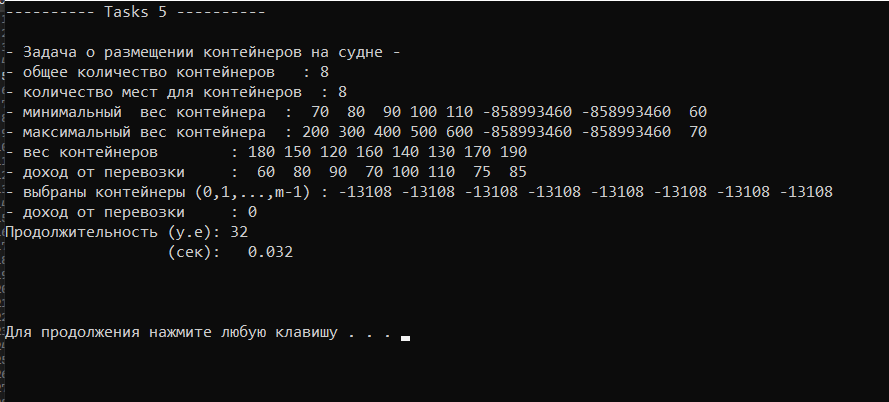 ---------- Tasks 5 ----------
- Задача о размещении контейнеров на судне -
- общее количество контейнеров   : 8
- количество мест для контейнеров  : 8
- минимальный  вес контейнера  :  70  80  90 100 110 -858993460 -858993460  60
- максимальный вес контейнера  : 200 300 400 500 600 -858993460 -858993460  70
- вес контейнеров        : 180 150 120 160 140 130 170 190
- доход от перевозки     :  60  80  90  70 100 110  75  85
- выбраны контейнеры (0,1,...,m-1) : -13108 -13108 -13108 -13108 -13108 -13108 -13108 -13108
- доход от перевозки     : 0
Продолжительность (у.е): 32
                  (сек):   0.032
Для продолжения нажмите любую клавишу . . .